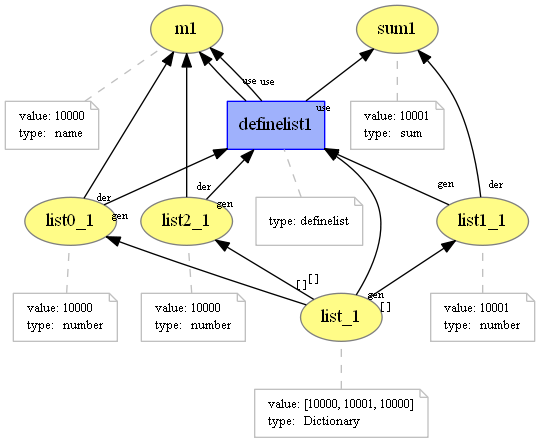 m1
sum1
use
use
value: 10000
type: name
definelist1
use
value: 10001
type: sum
der
gen
der
gen
gen
der
list0_1
list2_1
type: definelist
list1_1
[]
[]
gen
[]
value: 10000
type: number
value: 10000
type: number
list_1
value: 10001
type: number
value: [10000, 10001, 10000]
type: Dictionary